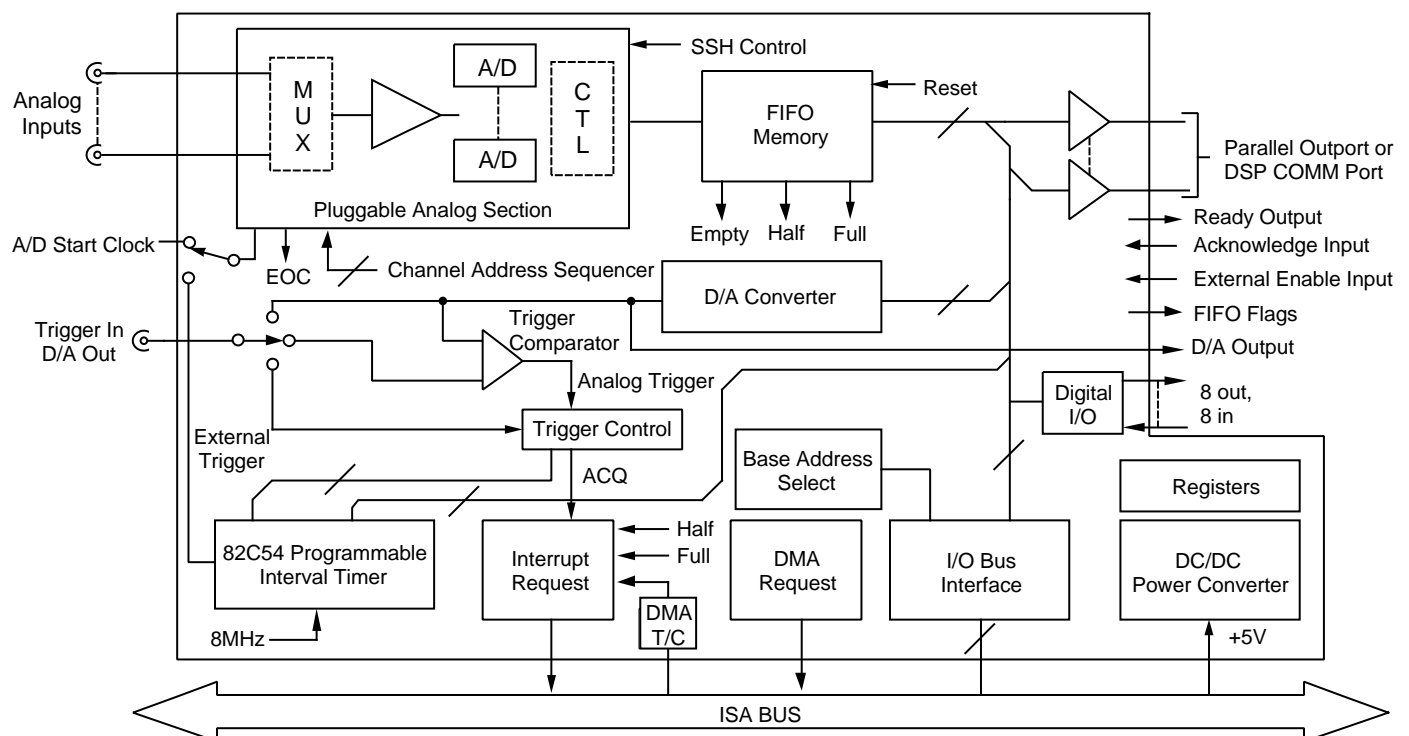 SSH Control
Analog
Inputs
M
U
X
A/D
A/D
C
T
L
FIFO
Memory
Reset
Parallel Outport or
DSP COMM Port
Pluggable Analog Section
Empty
Half
Full
Ready Output
Acknowledge Input
External Enable Input
FIFO Flags
D/A Output
A/D Start Clock
EOC
Channel Address Sequencer
D/A Converter
Trigger In
D/A Out
Trigger
Comparator
Analog Trigger
Digital
I/O
8 out,
8 in
External
Trigger
Trigger Control
ACQ
Base Address
Select
Registers
82C54 Programmable
Interval Timer
Interrupt
Request
Half
Full
DMA
T/C
DMA
Request
I/O Bus
Interface
DC/DC
Power Converter
8MHz
+5V
ISA BUS